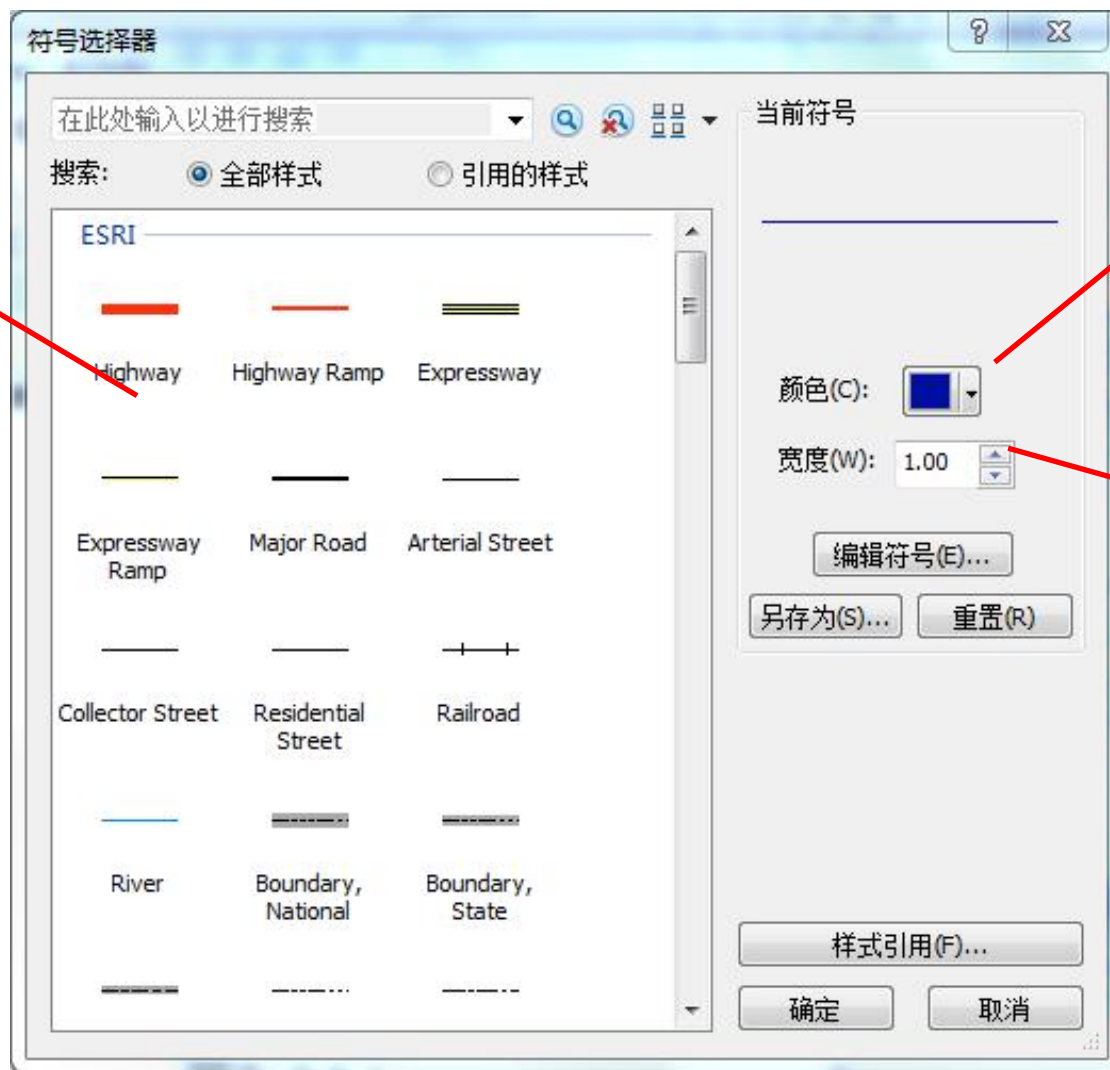 符号选择器
在此处输入以进行搜索
搜索:
全部样式
引用的样式
ESRI
Highway
Highway Ramp
Expressway
Expressway
Ramp
Major Road
Arterial Street
Collector Street
Residential
Street
Railroad
River
Boundary,
National
Boundary,
State
当前符号
颜色(C):
宽度(W):
1.00
编辑符号(E)...
另存为(S)...
重置(R)
样式引用(F)...
确定
取消